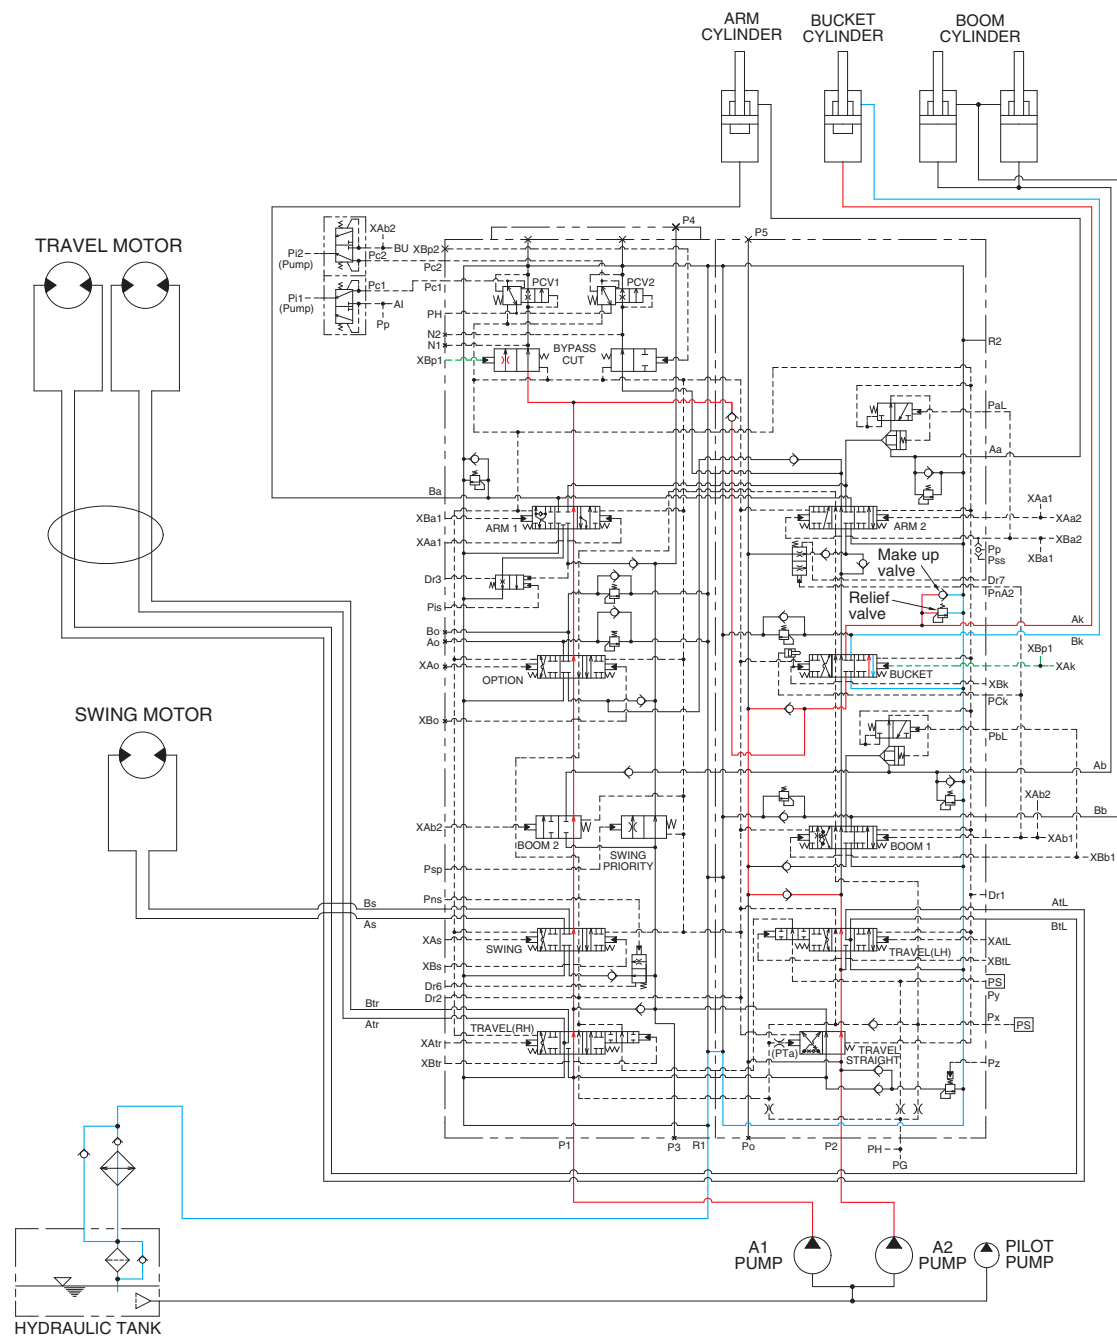 ARM
CYLINDER
BUCKET
CYLINDER
BOOM
CYLINDER
TRAVEL MOTOR
XAb2
BU
Pi2
(Pump)
Pc2
Pc1
Pi1
(Pump)
AI
Pp
XBp2
Pc2
Pc1
PH
N2
N1
XBp1
P4
P5
PCV1
PCV2
BYPASS
CUT
R2
PaL
Aa
Ba
XBa1
XAa1
ARM 1
ARM 2
XAa1
XAa2
XBa2
XBa1
Pp
Pss
Dr3
Pis
Make up
valve
Relief
valve
Dr7
PnA2
Bo
Ao
Ak
Bk
XBp1
XAo
OPTION
BUCKET
XAk
XBk
PCk
XBo
SWING MOTOR
PbL
Ab
XAb2
Bb
XAb2
BOOM 2
SWING
PRIORITY
BOOM 1
XAb1
XBb1
Psp
Pns
Dr1
Bs
As
AtL
BtL
XAs
SWING
XBs
TRAVEL(LH)
XAtL
XBtL
Dr6
Dr2
PS
Py
Btr
Atr
TRAVEL(RH)
Px
PS
XAtr
XBtr
(PTa)
TRAVEL
STRAIGHT
Pz
P1
P3
R1
Po
P2
PH
PG
A1
PUMP
A2
PUMP
PILOT
PUMP
HYDRAULIC TANK